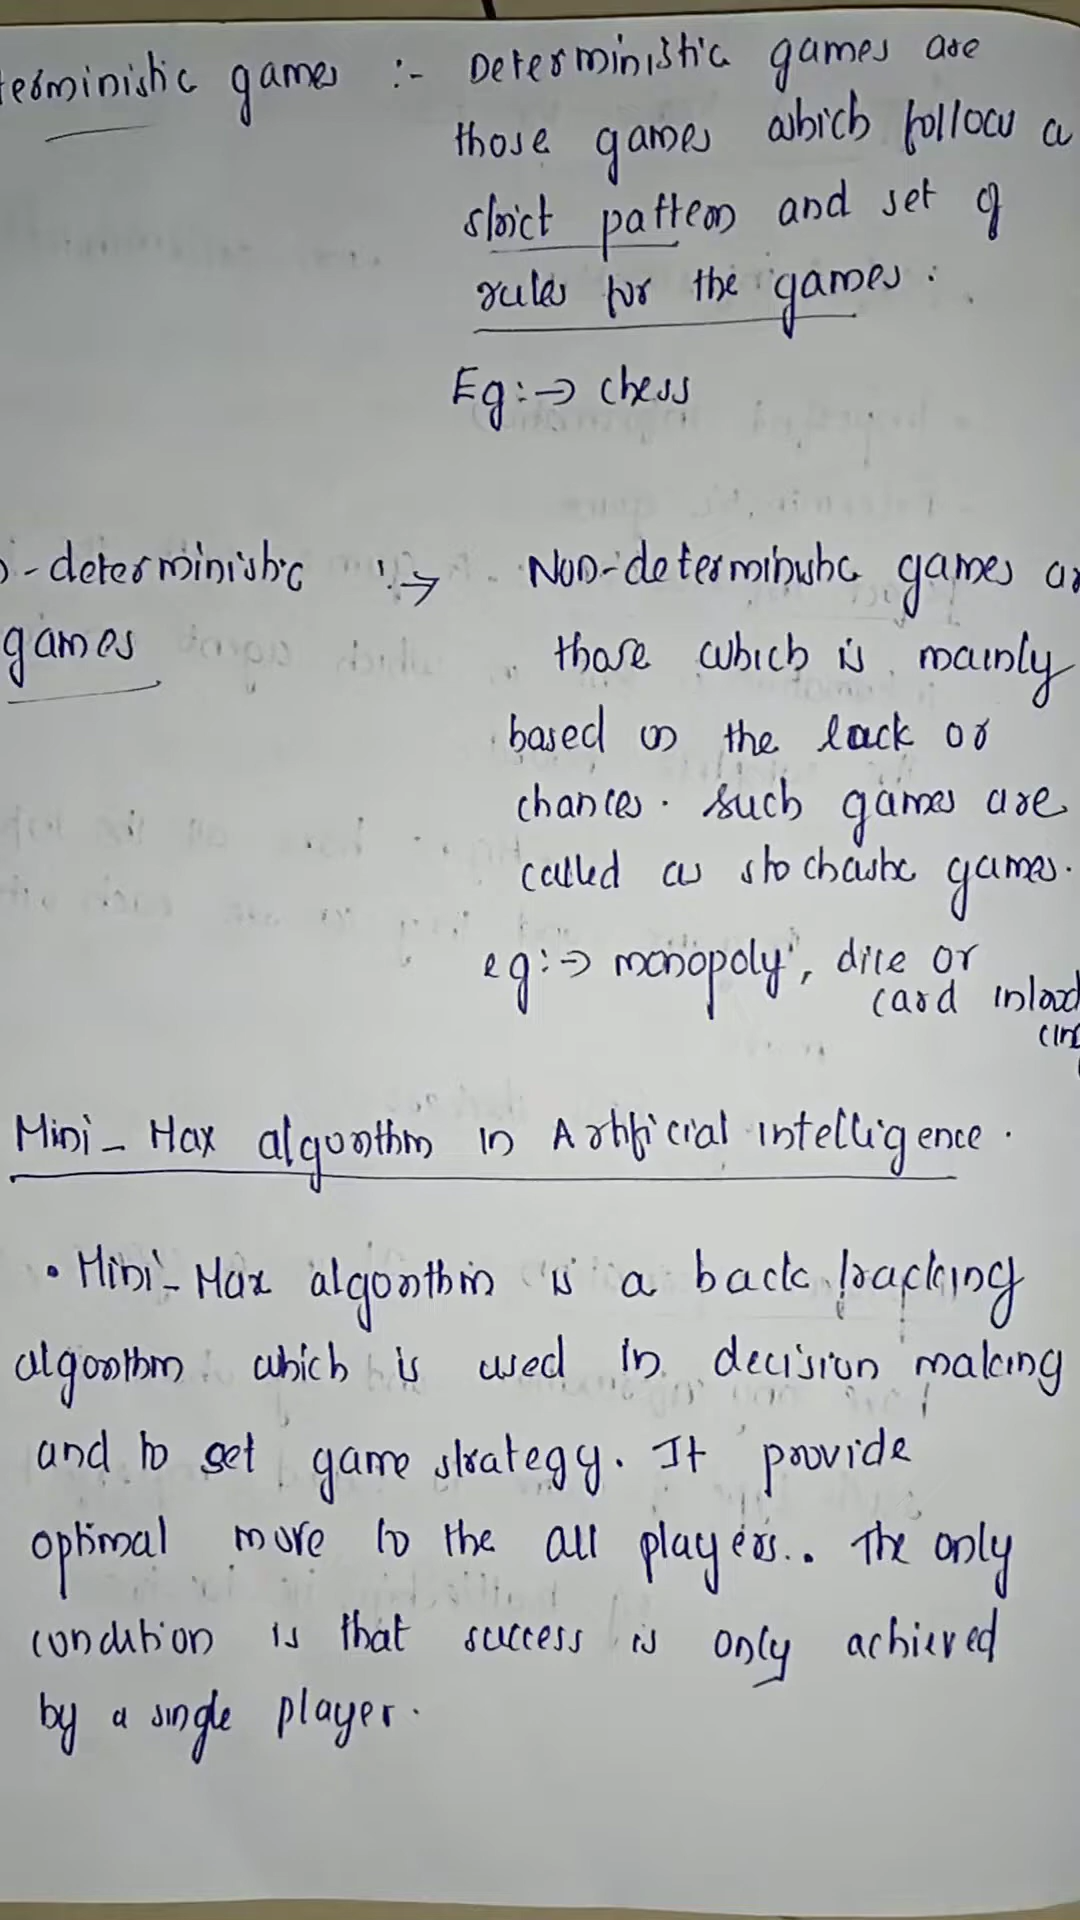 terministic games :- Deterministic games are
those games which follow a
strict pattern and set of
rules for the games.
Eg:→ chess
-deterministic :→ Non-deterministic games
games
those which is mainly
based on the luck or
chances. such games are
called as stochastic games.
eg:→ monopoly, dice or
card
Mini-Max algorithm in Artificial intelligence.
• Mini-Max algorithm is a back tracking
algorithm which is used in decision making
and to set game strategy. It provide
optimal move to the all players.. The only
condition is that success is only achieved
by a single player.